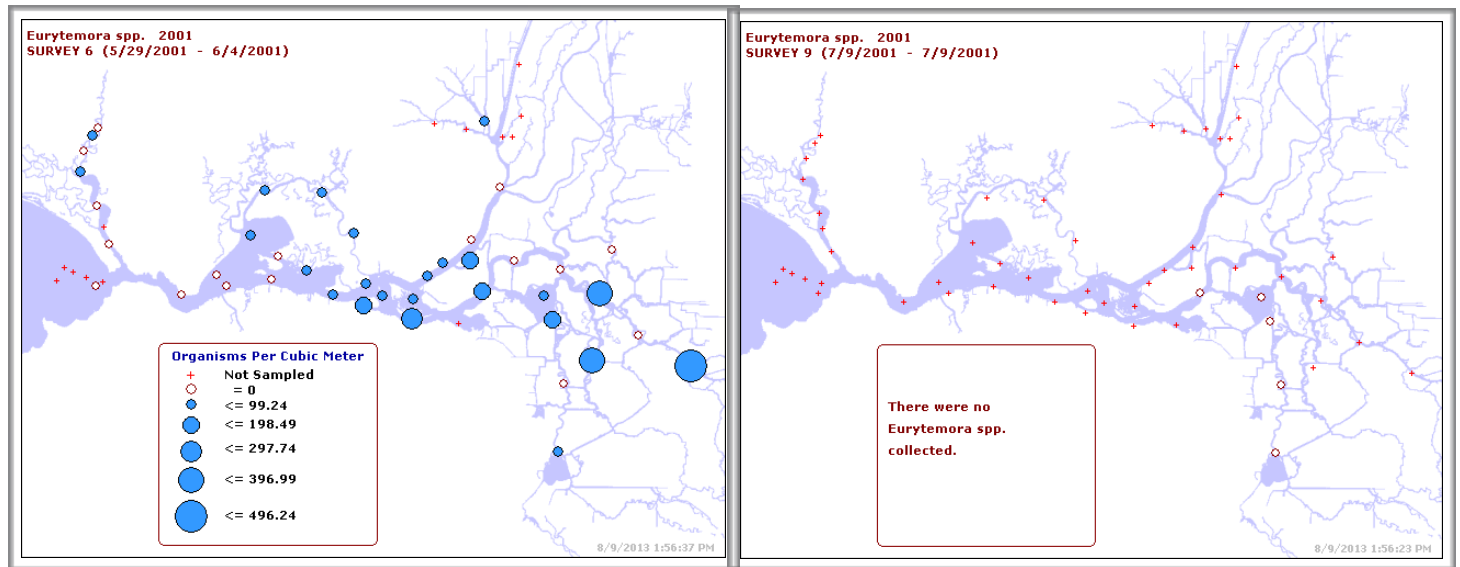 Eurytemora spp. 2001
SURVEY 6 (5/29/2001 - 6/4/2001)
Organisms Per Cubic Meter
Not Sampled
= 0
<= 99.24
<= 198.49
<= 297.74
<= 396.99
<= 496.24
8/9/2013 1:56:37 PM
Eurytemora spp. 2001
SURVEY 9 (7/9/2001 - 7/9/2001)
There were no
Eurytemora spp.
collected.
8/9/2013 1:56:23 PM